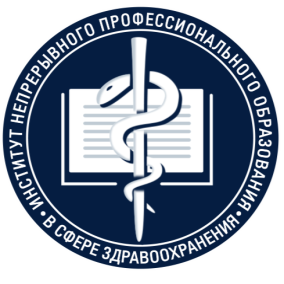 ИНСТИТУТ НЕПРЕРЫВНОГО ПРОФЕССИОНАЛЬНОГО ОБРАЗОВАНИЯ
• В СФЕРЕ ЗДРАВООХРАНЕНИЯ •